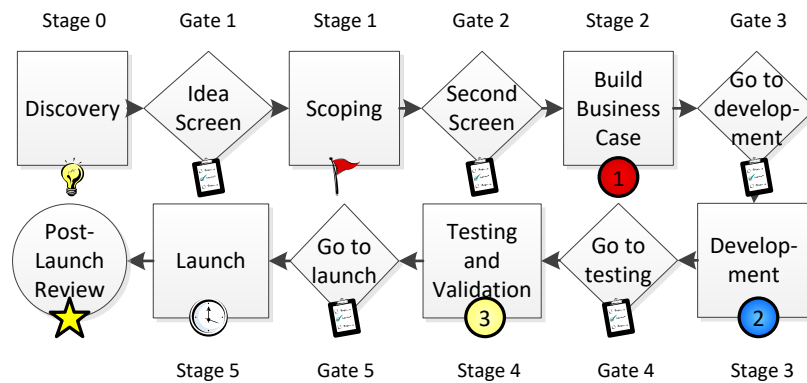 Stage 0
Gate 1
Stage 1
Gate 2
Stage 2
Gate 3
Discovery
Idea
Screen
Scoping
Second
Screen
Build
Business
Case
1
Go to
develop-
ment
Post-
Launch
Review
Launch
Go to
launch
Testing
and
Validation
3
Go to
testing
Develop-
ment
2
Stage 5
Gate 5
Stage 4
Gate 4
Stage 3